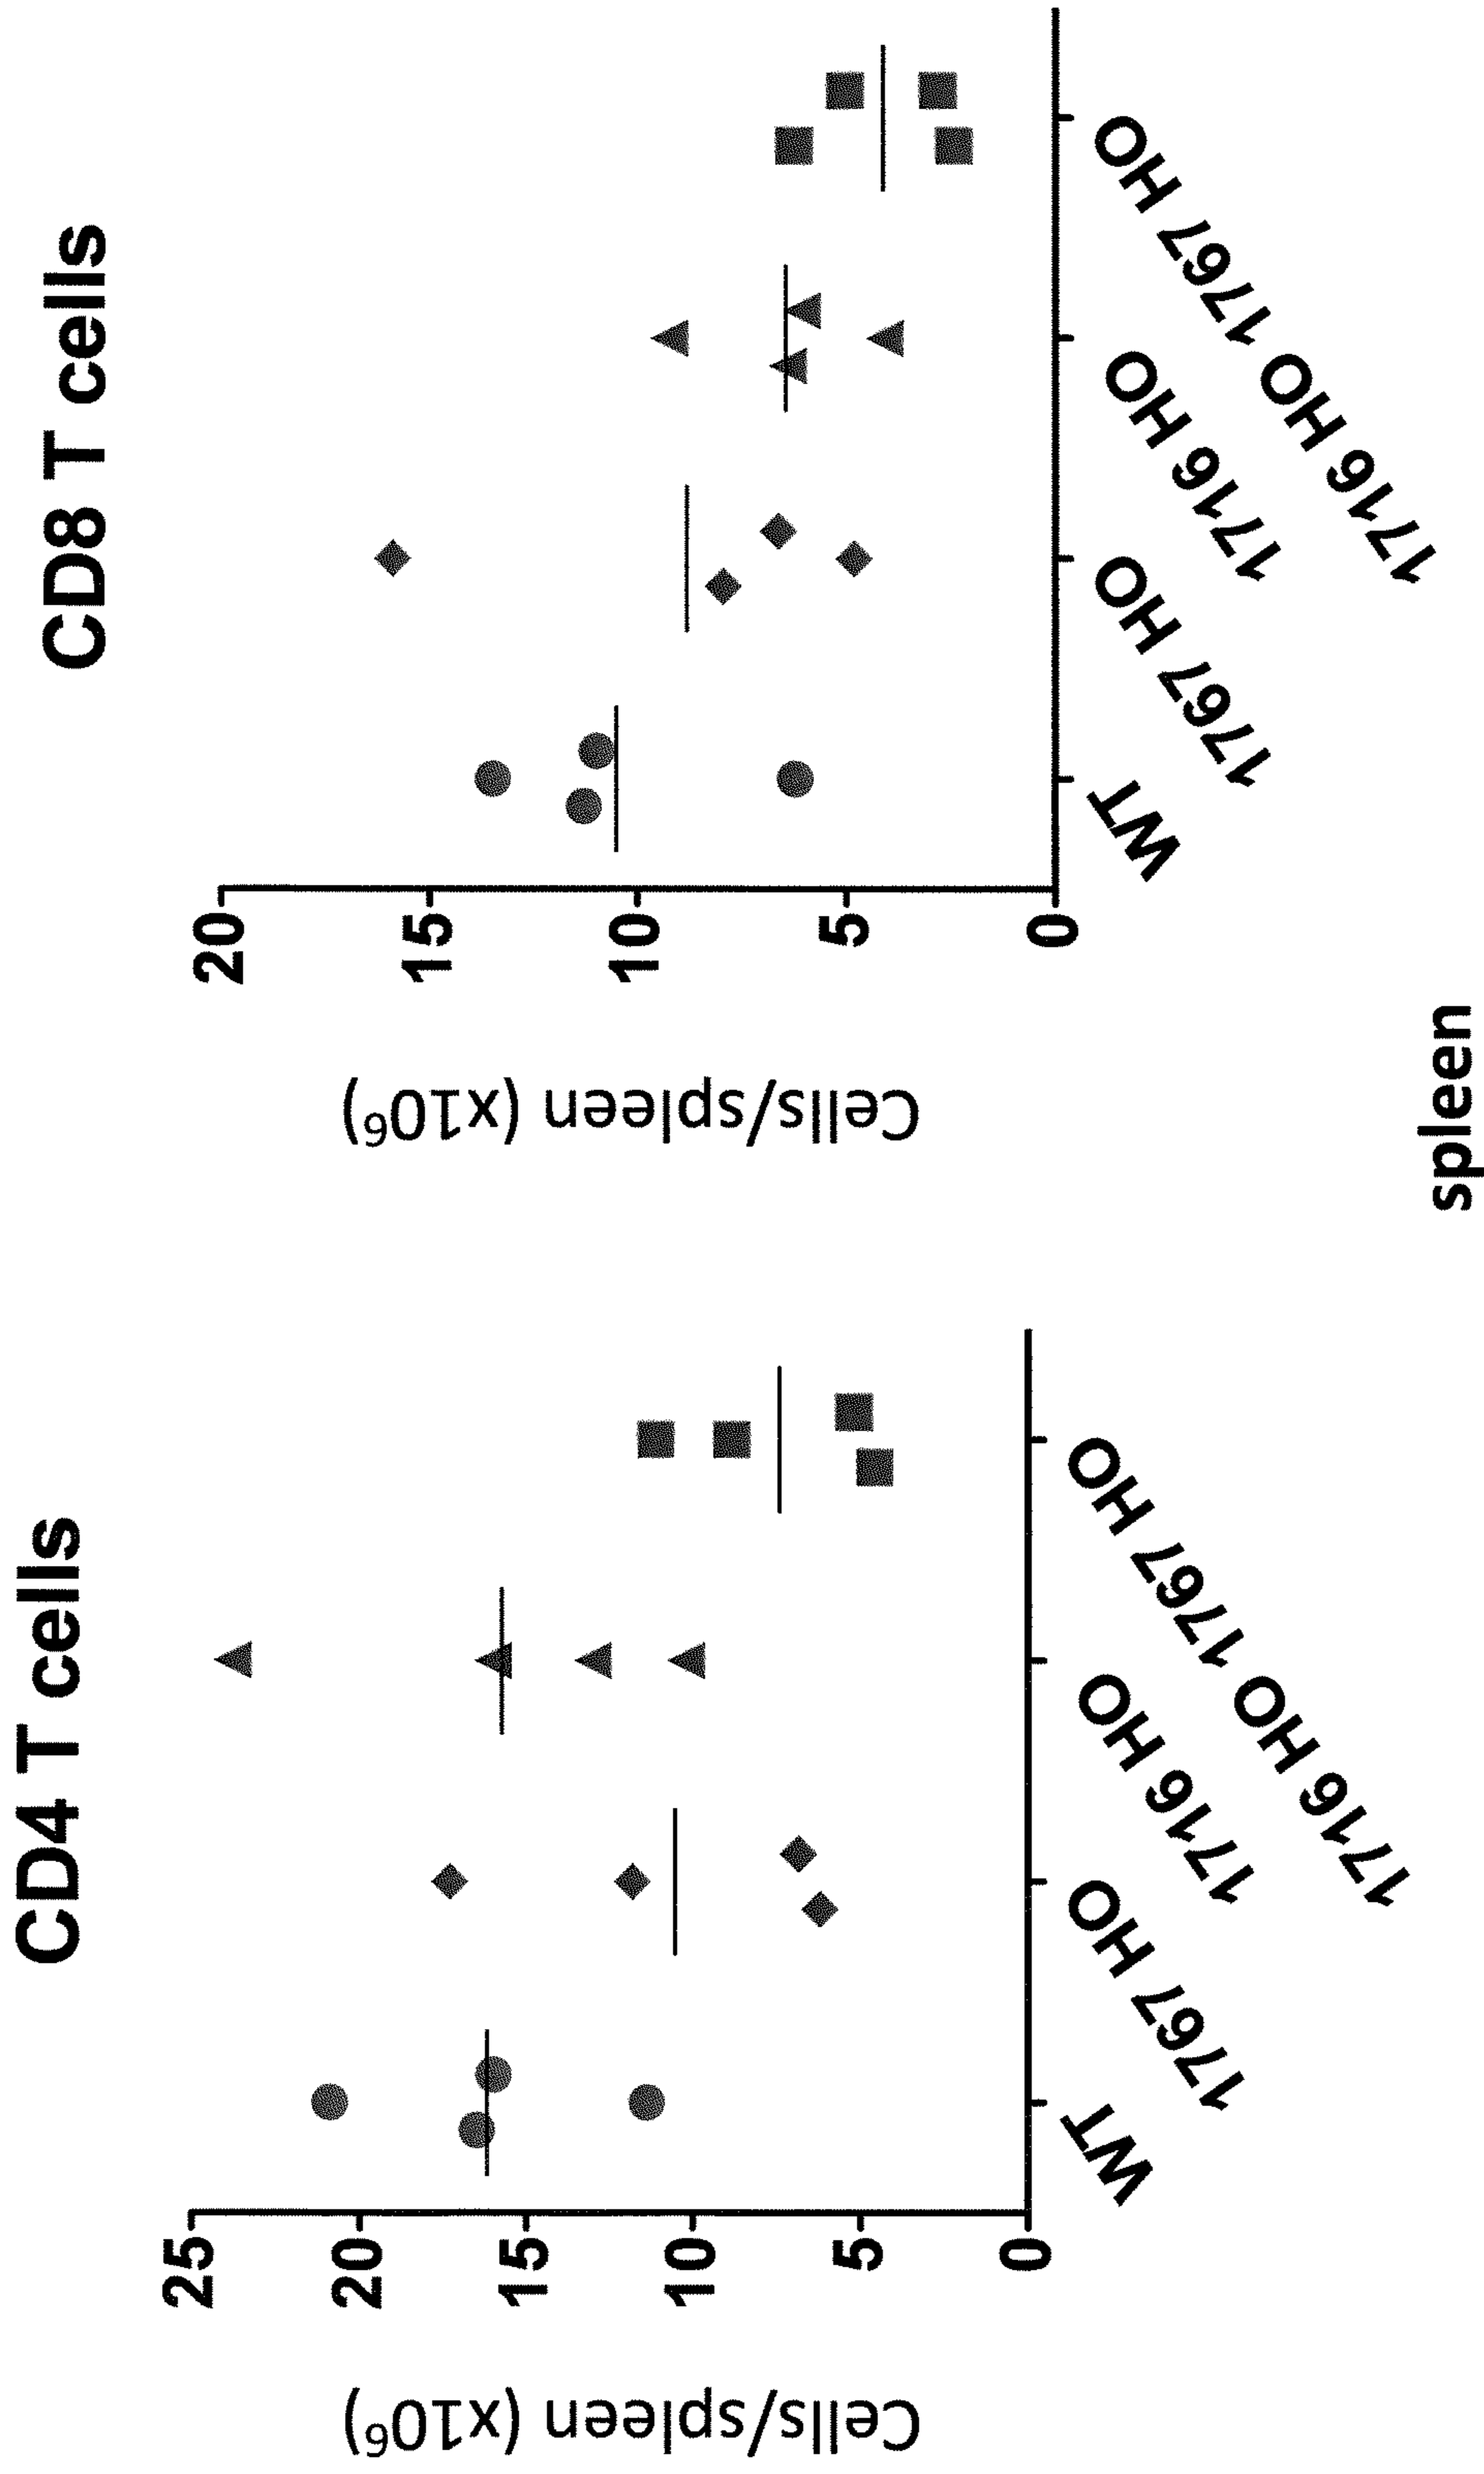 CD4 T cells
Cells/spleen (x10⁶)
25
20
15
10
5
0
WT
1767 HO
1716 HO
1716 HO 1767 HO
CD8 T cells
Cells/spleen (x10⁶)
20
15
10
5
0
WT
1767 HO
1716 HO
1716 HO 1767 HO
spleen